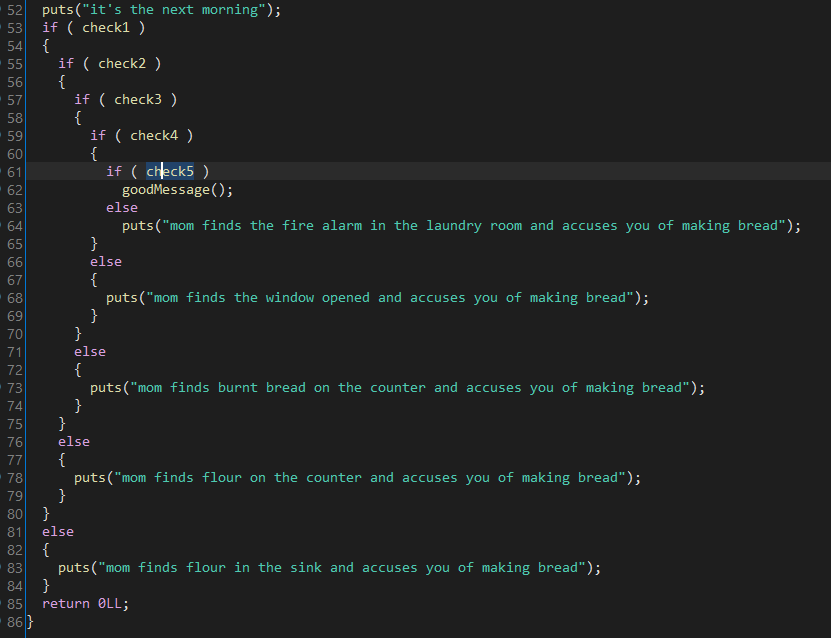 52 puts("it's the next morning");
53 if ( check1 )
54 {
55 if ( check2 )
56 {
57 if ( check3 )
58 {
59 if ( check4 )
60 {
61 if ( check5 )
62 goodMessage();
63 else
64 puts("mom finds the fire alarm in the laundry room and accuses you of making bread");
65 }
66 else
67 {
68 puts("mom finds the window opened and accuses you of making bread");
69 }
70 }
71 else
72 {
73 puts("mom finds burnt bread on the counter and accuses you of making bread");
74 }
75 }
76 else
77 {
78 puts("mom finds flour on the counter and accuses you of making bread");
79 }
80 }
81 else
82 {
83 puts("mom finds flour in the sink and accuses you of making bread");
84 }
85 return 0LL;
86 }